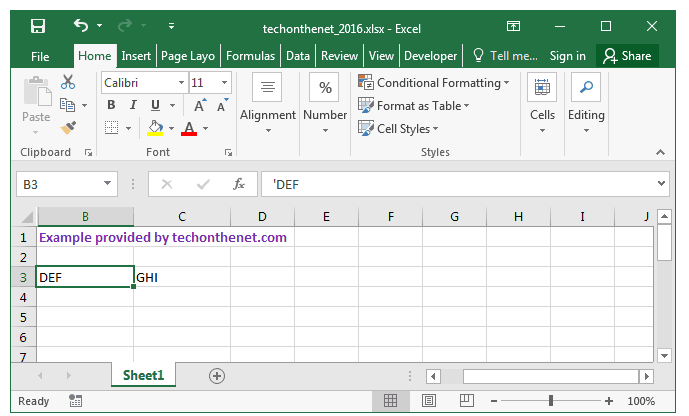 techonthenet_2016.xlsx - Excel
File Home Insert Page Layo Formulas Data View Developer Tell me... Sign in Share
Calibri 11 Conditional Formatting
Paste B I U A A Alignment % Number Format as Table Cells Editing
A Cell Styles
Clipboard Font Styles
B3 fx 'DEF
B C D E F G H I J
1 Example provided by techonthenet.com
2
3 DEF GHI
4
5
6
7
Sheet1
Ready 100%